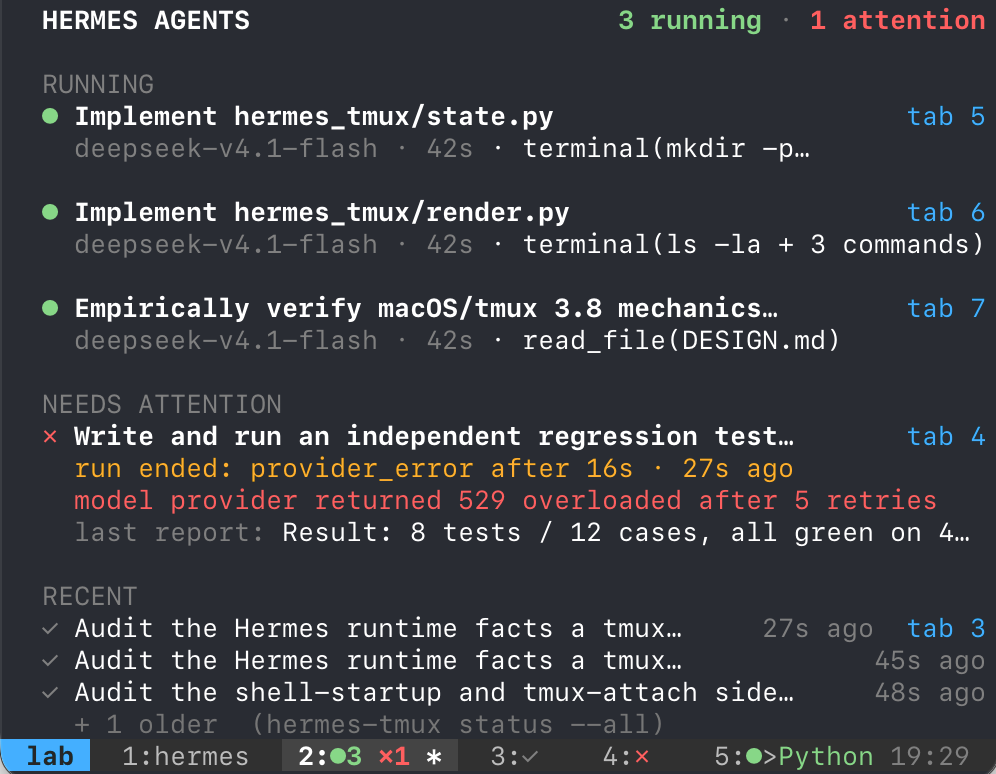 HERMES AGENTS 3 running · 1 attention
RUNNING
● Implement hermes_tmux/state.py tab 5
deepseek-v4.1-flash · 42s · terminal(mkdir -p…
● Implement hermes_tmux/render.py tab 6
deepseek-v4.1-flash · 42s · terminal(ls -la + 3 commands)
● Empirically verify macOS/tmux 3.8 mechanics… tab 7
deepseek-v4.1-flash · 42s · read_file(DESIGN.md)
NEEDS ATTENTION
× Write and run an independent regression test… tab 4
run ended: provider_error after 16s · 27s ago
model provider returned 529 overloaded after 5 retries
last report: Result: 8 tests / 12 cases, all green on 4…
RECENT
✓ Audit the Hermes runtime facts a tmux… 27s ago tab 3
✓ Audit the Hermes runtime facts a tmux… 45s ago
✓ Audit the shell-startup and tmux-attach side… 48s ago
+ 1 older (hermes-tmux status --all)
lab 1:hermes 2:●3 ×1 * 3:✓ 4:× 5:●>Python 19:29